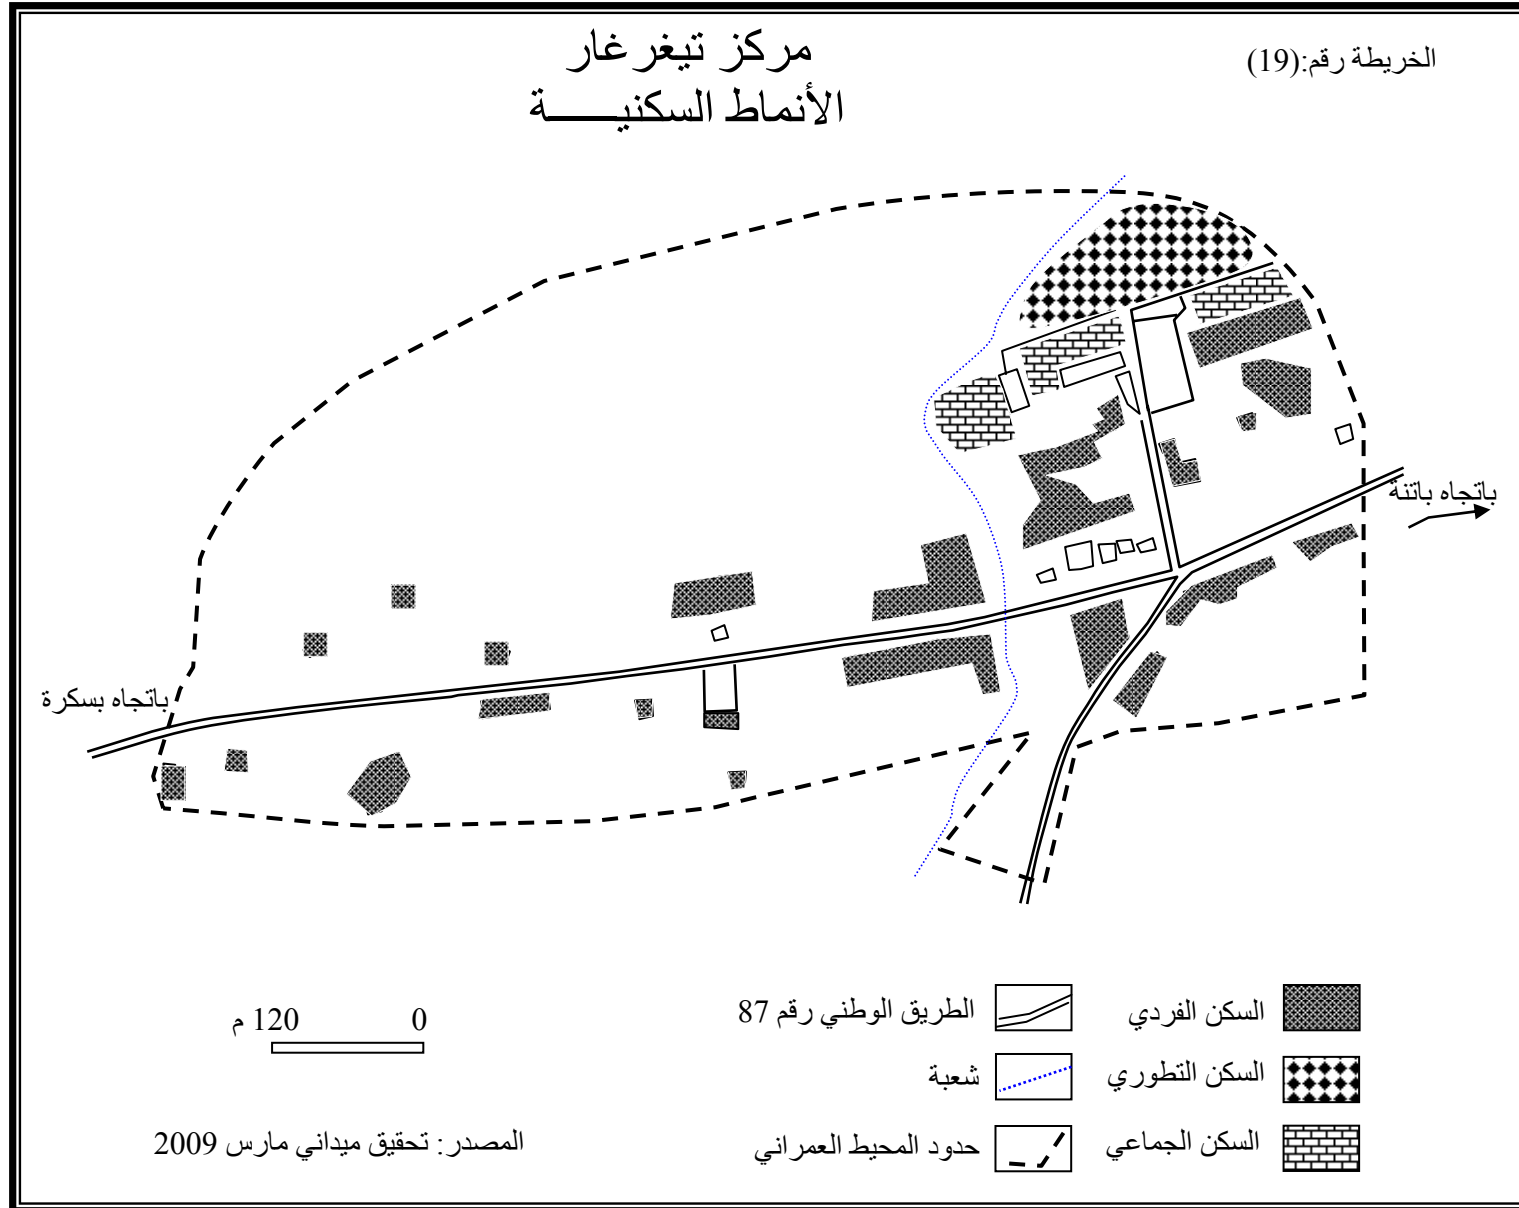 الخريطة رقم:(19)
مركز تيغرغار
الأنماط السكنيـــــة
باتجاه باتنة
باتجاه بسكرة
السكن الفردي
الطريق الوطني رقم 87
0 120 م
السكن التطوري
شعبة
السكن الجماعي
حدود المحيط العمراني
المصدر: تحقيق ميداني مارس 2009